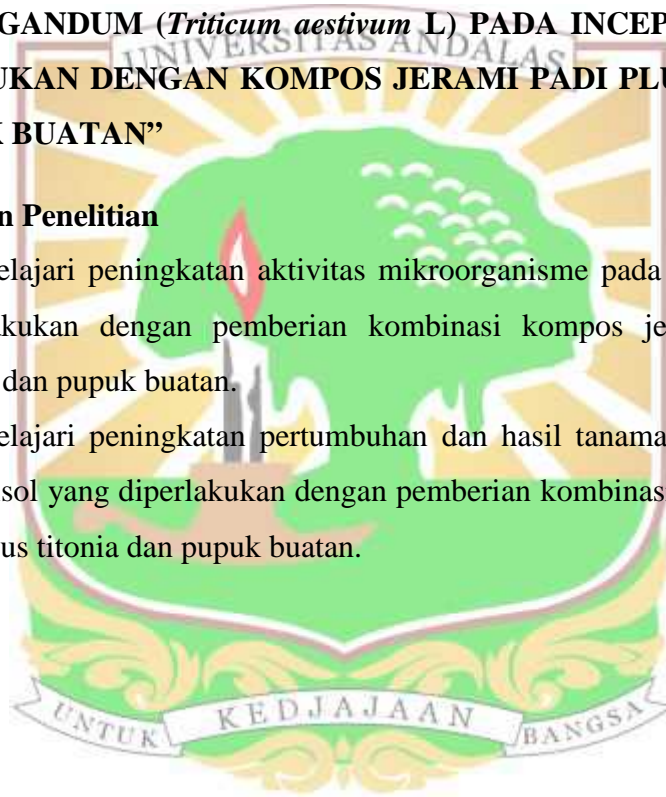 GANDUM (Triticum aestivum L) PADA INCEP
UNIVERSITAS ANDALAS
UKAN DENGAN KOMPOS JERAMI PADI PLU
K BUATAN”
n Penelitian
elajari peningkatan aktivitas mikroorganisme pada
akukan dengan pemberian kombinasi kompos je
dan pupuk buatan.
elajari peningkatan pertumbuhan dan hasil tanama
isol yang diperlakukan dengan pemberian kombinas
us titonia dan pupuk buatan.
UNTUK KEDJAJAAN BANGSA